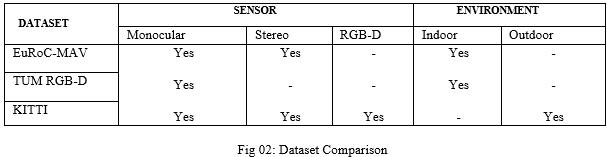 DATASET SENSOR ENVIRONMENT
Monocular Stereo RGB-D Indoor Outdoor
EuRoC-MAV Yes Yes - Yes -
TUM RGB-D Yes - - Yes -
KITTI Yes Yes Yes - Yes
Fig 02: Dataset Comparison